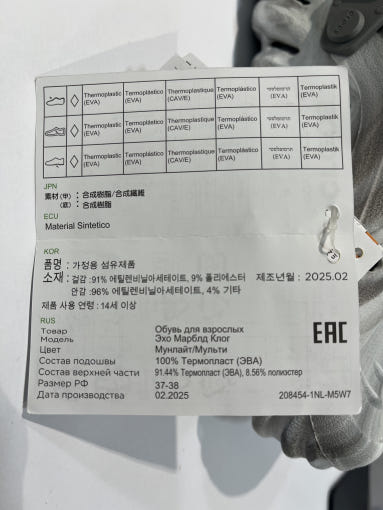 Thermoplastic (EVA) Termoplástico (EVA) Thermoplastique (CAV/E) Termoplástico (EVA) (EVA) Termoplastik (EVA)
Thermoplastic (EVA) Termoplástico (EVA) Thermoplastique (CAV/E) Termoplástico (EVA) (EVA) Termoplastik (EVA)
Thermoplastic (EVA) Termoplástico (EVA) Thermoplastique (CAV/E) Termoplástico (EVA) (EVA) Termoplastik (EVA)
JPN
素材(甲) : 合成樹脂/合成繊維
(底) : 合成樹脂
ECU
Material Sintetico
KOR
품명 : 가정용 섬유제품
소재 : 겉감 :91% 에틸렌비닐아세테이트, 9% 폴리에스터 제조년월 : 2025.02
안감 :96% 에틸렌비닐아세테이트, 4% 기타
제품 사용 연령 : 14세 이상
RUS
Товар Обувь для взрослых
Модель Эхо Марблд Клог
Цвет Мунлайт/Мульти
Состав подошвы 100% Термопласт (ЭВА)
Состав верхней части 91.44% Термопласт (ЭВА), 8.56% полиэстер
Размер РФ 37-38
Дата производства 02.2025
EAC
208454-1NL-M5W7